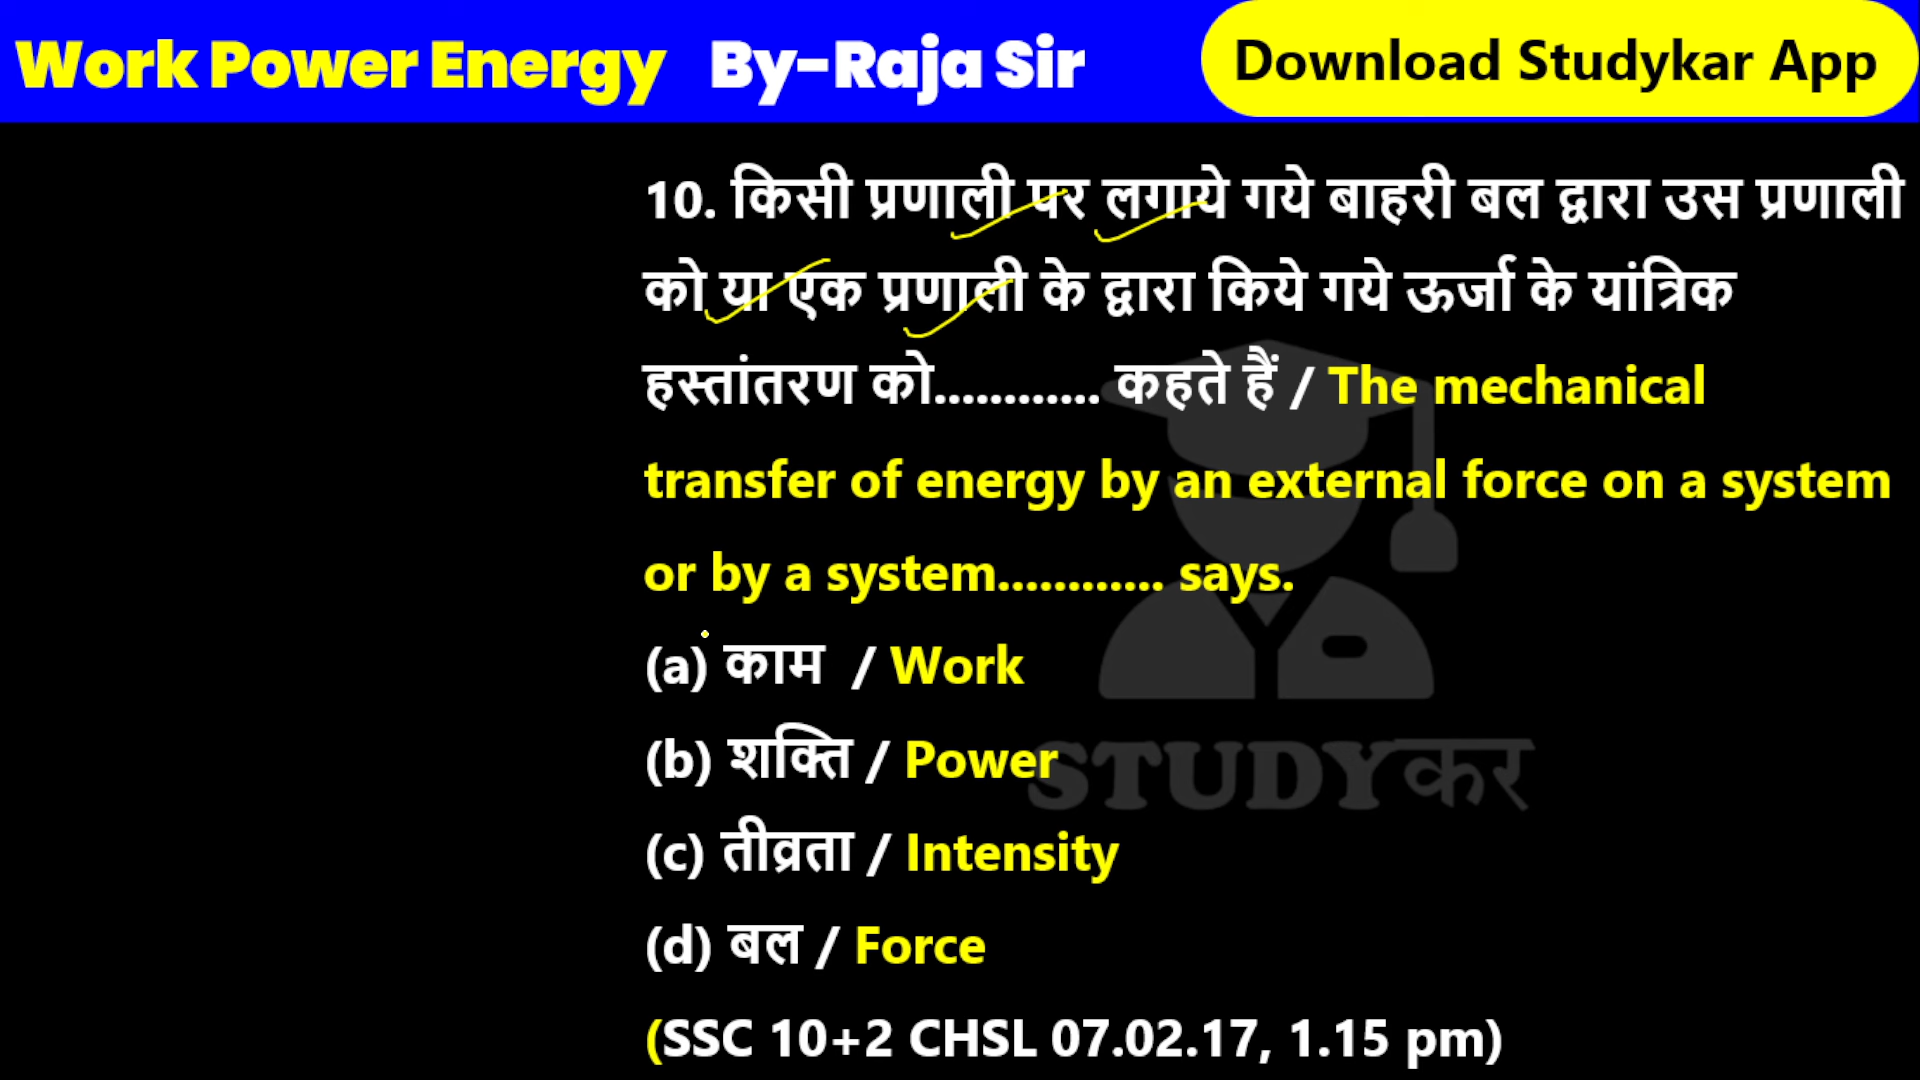 Work Power Energy By-Raja Sir
Download Studykar App
10. किसी प्रणाली पर लगाये गये बाहरी बल द्वारा उस प्रणाली
को या एक प्रणाली के द्वारा किये गये ऊर्जा के यांत्रिक
हस्तांतरण को............ कहते हैं / The mechanical
transfer of energy by an external force on a system
or by a system............ says.
(a) काम / Work
(b) शक्ति / Power
(c) तीव्रता / Intensity
(d) बल / Force
(SSC 10+2 CHSL 07.02.17, 1.15 pm)
STUDYकर